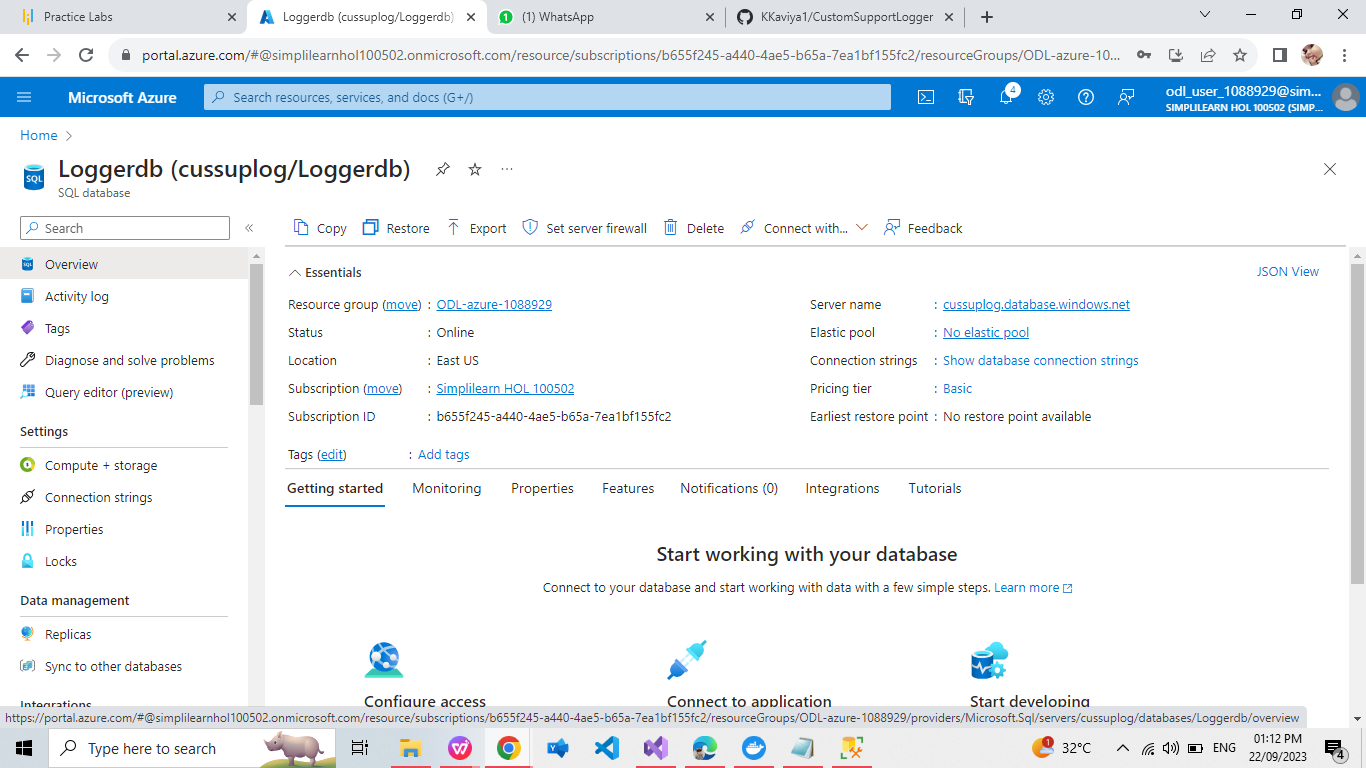 Practice Labs
Loggerdb (cussuplog/Loggerdb)
(1) WhatsApp
KKaviya1/CustomSupportLogger
portal.azure.com/#@simplilearnhol100502.onmicrosoft.com/resource/subscriptions/b655f245-a440-4ae5-b65a-7ea1bf155fc2/resourceGroups/ODL-azure-10...
Microsoft Azure
Search resources, services, and docs (G+/)
4
odl_user_1088929@sim...
SIMPLILEARN HOL 100502 (SIMP...
Home
Loggerdb (cussuplog/Loggerdb)
SQL database
Search
Copy
Restore
Export
Set server firewall
Delete
Connect with...
Feedback
Overview
Activity log
Tags
Diagnose and solve problems
Query editor (preview)
Settings
Compute + storage
Connection strings
Properties
Locks
Data management
Replicas
Sync to other databases
Integrations
Essentials
JSON View
Resource group (move) : ODL-azure-1088929
Status : Online
Location : East US
Subscription (move) : Simplilearn HOL 100502
Subscription ID : b655f245-a440-4ae5-b65a-7ea1bf155fc2
Server name : cussuplog.database.windows.net
Elastic pool : No elastic pool
Connection strings : Show database connection strings
Pricing tier : Basic
Earliest restore point : No restore point available
Tags (edit) : Add tags
Getting started Monitoring Properties Features Notifications (0) Integrations Tutorials
Start working with your database
Connect to your database and start working with data with a few simple steps. Learn more
Configure access
Connect to application
Start developing
https://portal.azure.com/#@simplilearnhol100502.onmicrosoft.com/resource/subscriptions/b655f245-a440-4ae5-b65a-7ea1bf155fc2/resourceGroups/ODL-azure-1088929/providers/Microsoft.Sql/servers/cussuplog/databases/Loggerdb/overview
Type here to search
1
32°C
ENG
01:12 PM
22/09/2023
4